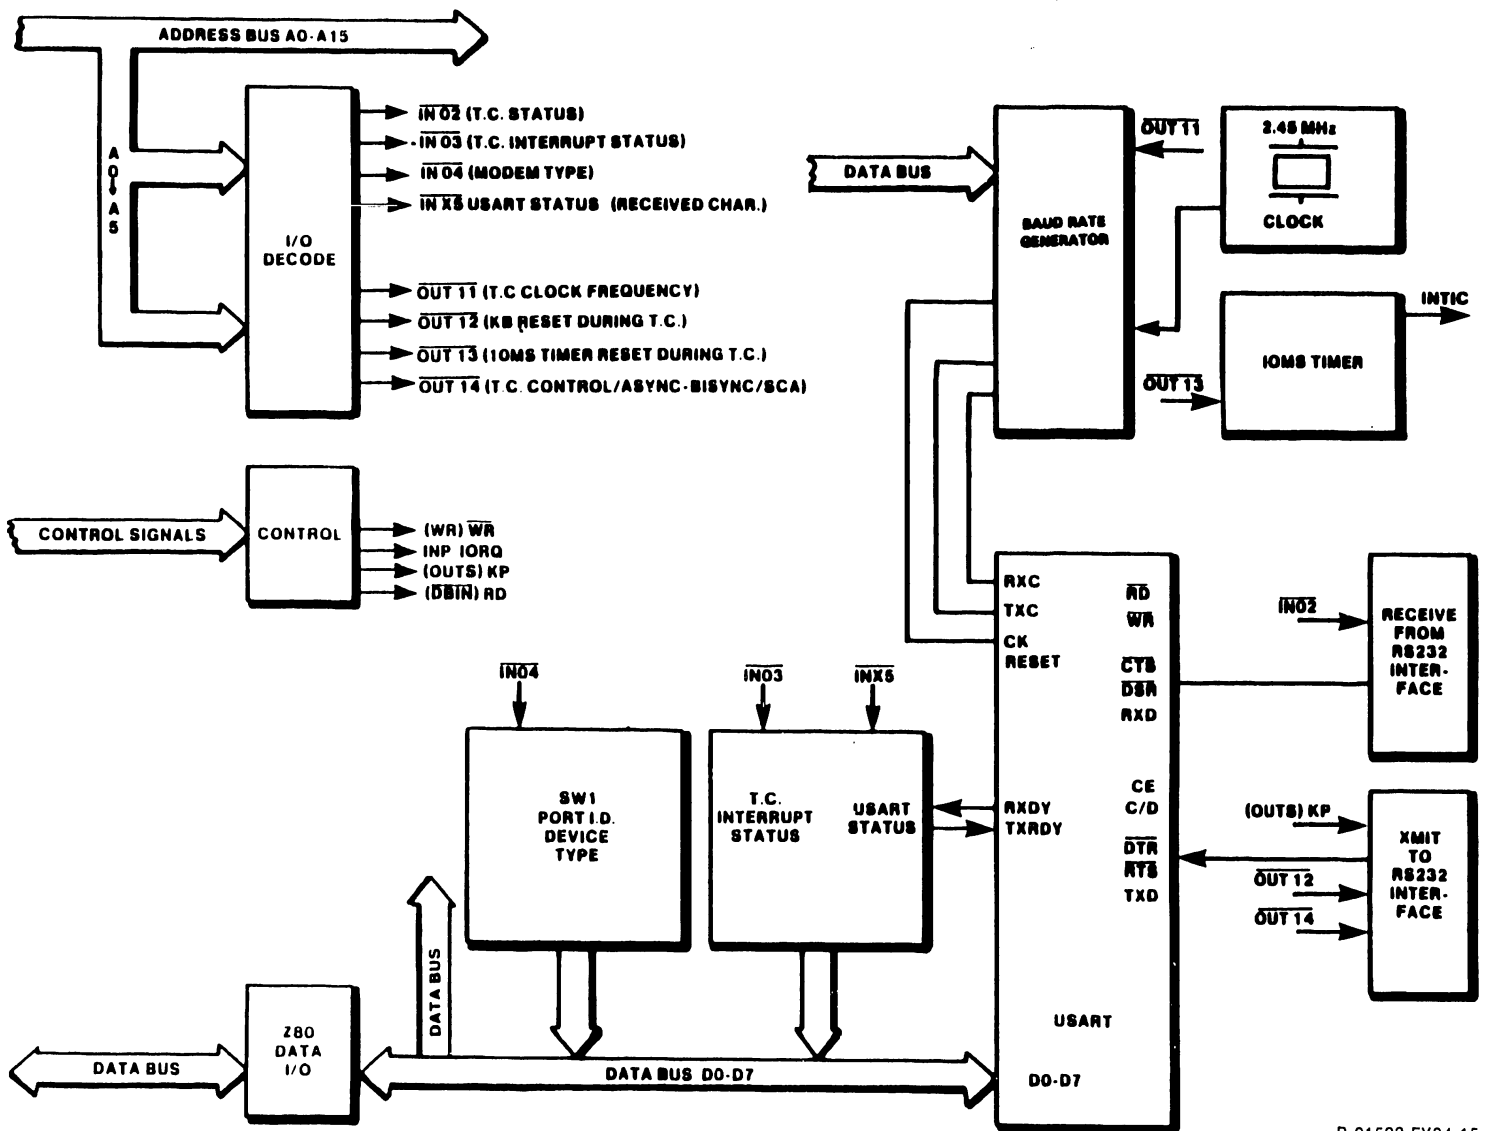 ADDRESS BUS A0-A15
A0
A5
I/O
DECODE
IN 02 (T.C. STATUS)
IN 03 (T.C. INTERRUPT STATUS)
IN 04 (MODEM TYPE)
IN X5 USART STATUS (RECEIVED CHAR.)
OUT 11 (T.C CLOCK FREQUENCY)
OUT 12 (KB RESET DURING T.C.)
OUT 13 (10MS TIMER RESET DURING T.C.)
OUT 14 (T.C. CONTROL/ASYNC-BISYNC/SCA)
DATA BUS
BAUD RATE
GENERATOR
OUT 11
2.45 MHz
CLOCK
INTIC
10MS TIMER
OUT 13
CONTROL SIGNALS
CONTROL
(WR) WR
INP IORQ
(OUTS) KP
(DBIN) RD
IN04
SW1
PORT I.D.
DEVICE
TYPE
IN03
INX5
T.C.
INTERRUPT
STATUS
USART
STATUS
RXC
TXC
CK
RESET
RD
WR
CTS
DSR
RXD
RXDY
TXRDY
CE
C/D
DTR
RTS
TXD
USART
D0-D7
IN02
RECEIVE
FROM
RS232
INTER-
FACE
(OUTS) KP
OUT 12
OUT 14
XMIT
TO
RS232
INTER-
FACE
DATA BUS
DATA BUS
Z80
DATA
I/O
DATA BUS D0-D7